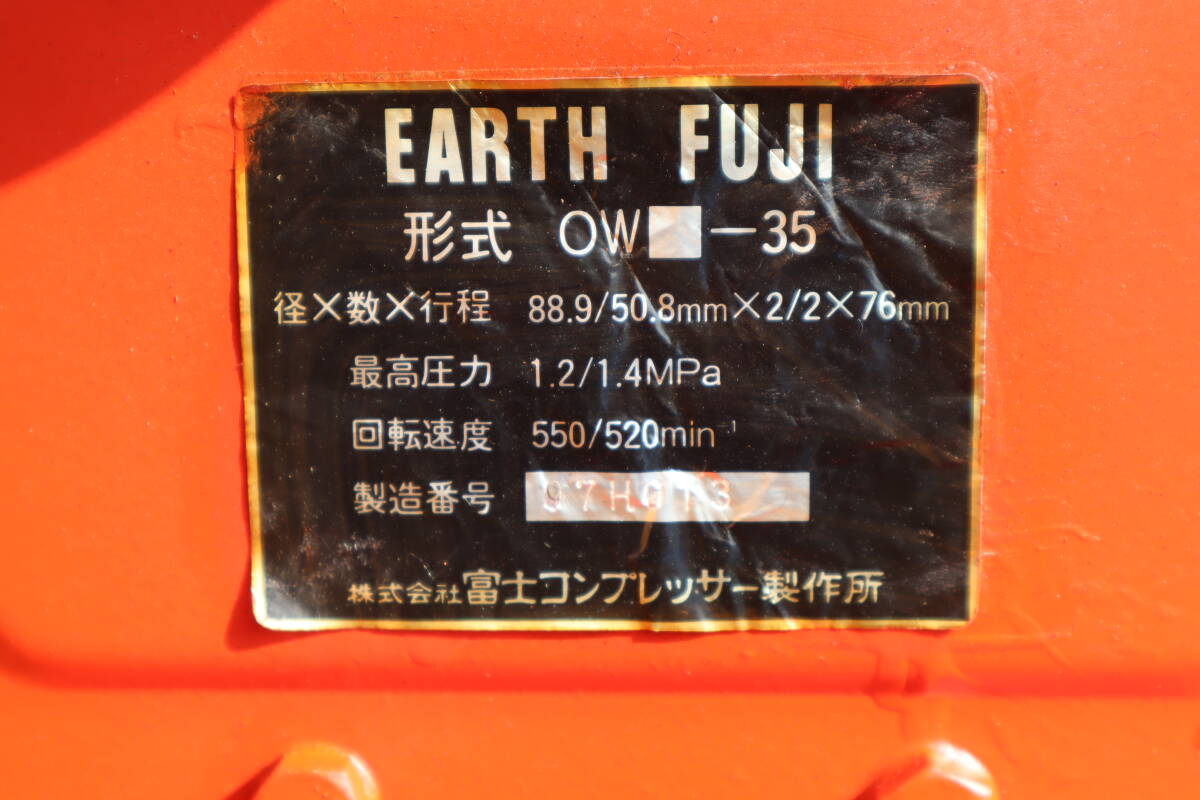 EARTH FUJI
形式 OW -35
径×数×行程 88.9/50.8mm×2/2×76mm
最高圧力 1.2/1.4MPa
回転速度 550/520min⁻¹
製造番号
株式会社 富士コンプレッサー製作所